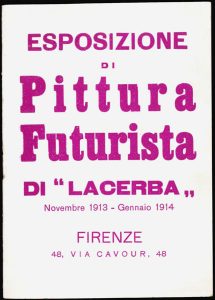 ESPOSIZIONE
DI
Pittura
Futurista
DI “ LACERBA „
Novembre 1913 - Gennaio 1914
FIRENZE
48, VIA CAVOUR, 48